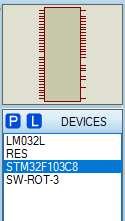 P L DEVICES
LM032L
RES
STM32F103C8
SW-ROT-3